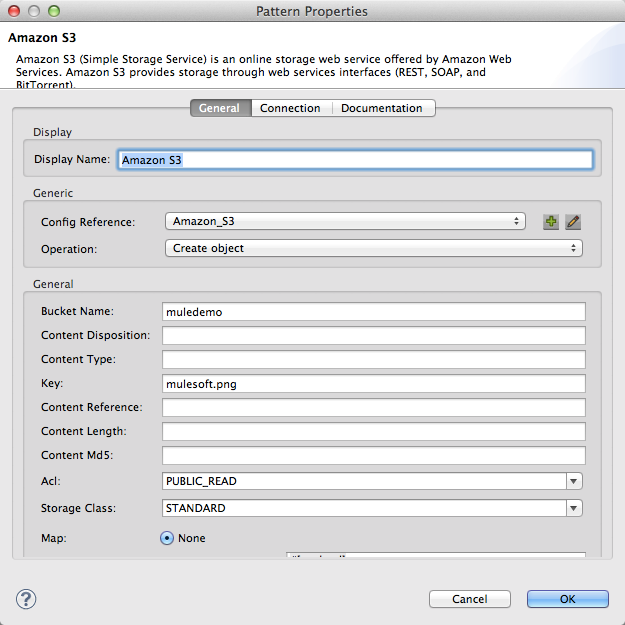 Pattern Properties
Amazon S3
Amazon S3 (Simple Storage Service) is an online storage web service offered by Amazon Web
Services. Amazon S3 provides storage through web services interfaces (REST, SOAP, and
BitTorrent).
General Connection Documentation
Display
Display Name: Amazon S3
Generic
Config Reference: Amazon_S3
Operation: Create object
General
Bucket Name: muledemo
Content Disposition:
Content Type:
Key: mulesoft.png
Content Reference:
Content Length:
Content Md5:
Acl: PUBLIC_READ
Storage Class: STANDARD
Map: None
? Cancel OK